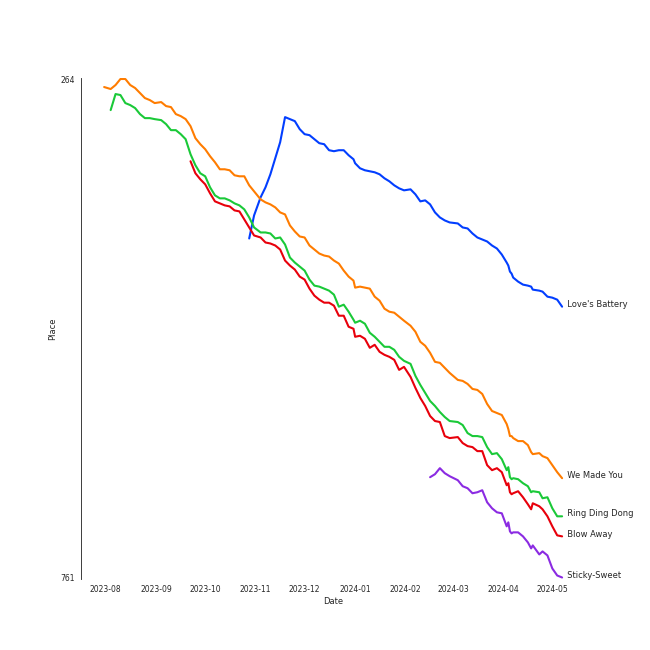 264
Place
Love's Battery
We Made You
Ring Ding Dong
Blow Away
Sticky-Sweet
761
2023-08 2023-09 2023-10 2023-11 2023-12 2024-01 2024-02 2024-03 2024-04 2024-05
Date